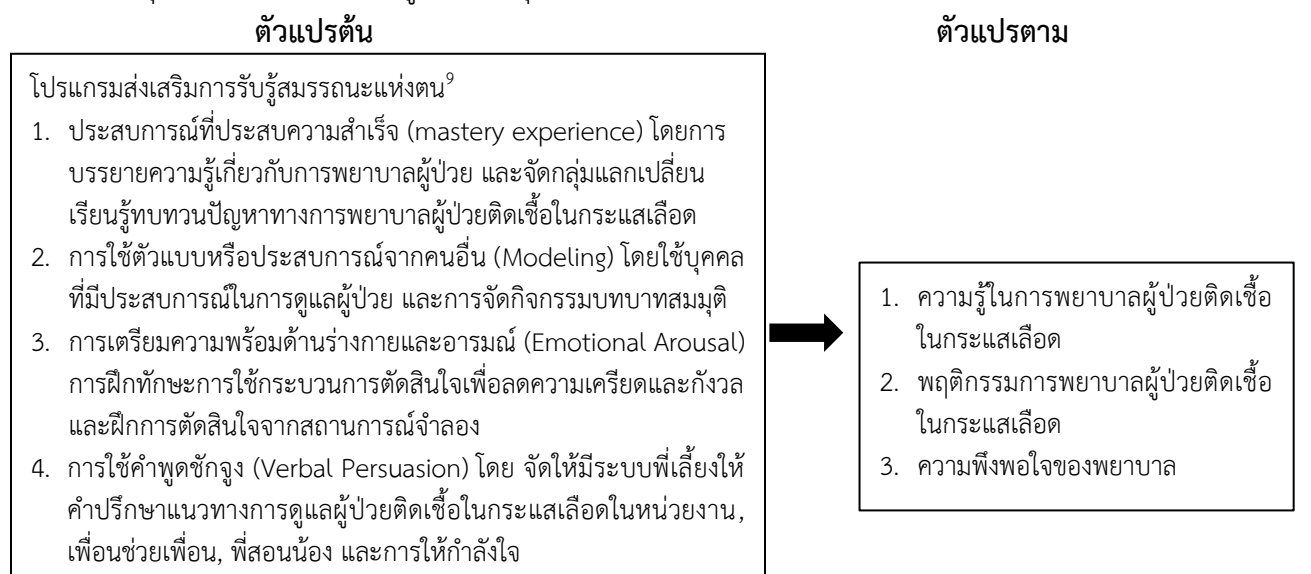 ตัวแปรต้น
ตัวแปรตาม
โปรแกรมส่งเสริมการรับรู้สมรรถนะแห่งตน⁹
1. ประสบการณ์ที่ประสบความสำเร็จ (mastery experience) โดยการ
บรรยายความรู้เกี่ยวกับการพยาบาลผู้ป่วย และจัดกลุ่มแลกเปลี่ยน
เรียนรู้ทบทวนปัญหาทางการพยาบาลผู้ป่วยติดเชื้อในกระแสเลือด
2. การใช้ตัวแบบหรือประสบการณ์จากคนอื่น (Modeling) โดยใช้บุคคล
ที่มีประสบการณ์ในการดูแลผู้ป่วย และการจัดกิจกรรมบทบาทสมมุติ
3. การเตรียมความพร้อมด้านร่างกายและอารมณ์ (Emotional Arousal)
การฝึกทักษะการใช้กระบวนการตัดสินใจเพื่อลดความเครียดและกังวล
และฝึกการตัดสินใจจากสถานการณ์จำลอง
4. การใช้คำพูดชักจูง (Verbal Persuasion) โดย จัดให้มีระบบพี่เลี้ยงให้
คำปรึกษาแนวทางการดูแลผู้ป่วยติดเชื้อในกระแสเลือดในหน่วยงาน,
เพื่อนช่วยเพื่อน, พี่สอนน้อง และการให้กำลังใจ
1. ความรู้ในการพยาบาลผู้ป่วยติดเชื้อ
ในกระแสเลือด
2. พฤติกรรมการพยาบาลผู้ป่วยติดเชื้อ
ในกระแสเลือด
3. ความพึงพอใจของพยาบาล